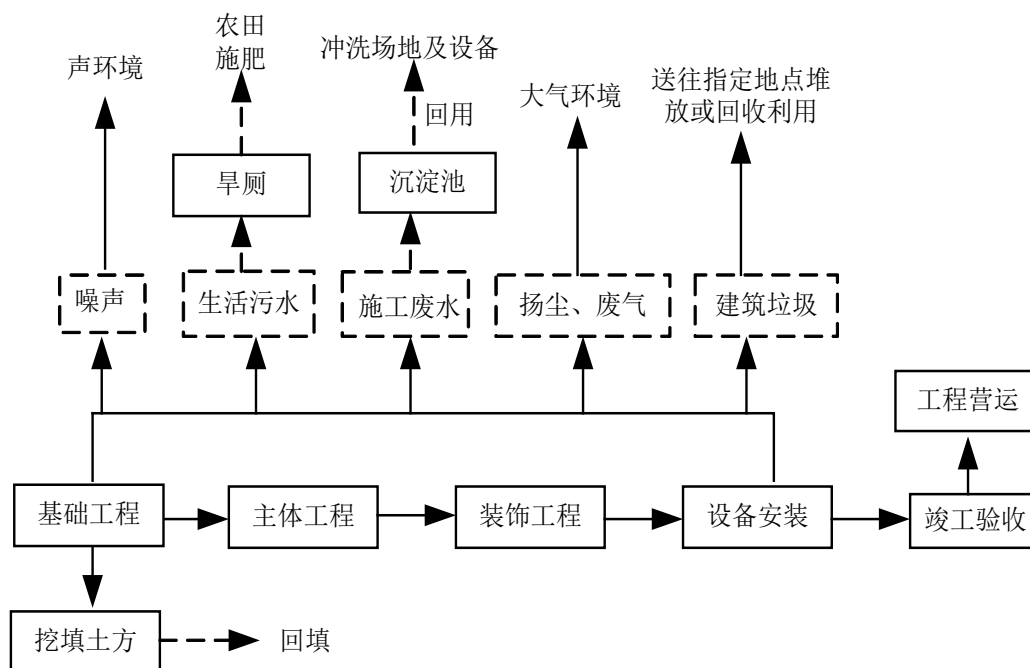 农田
施肥
冲洗场地及设备
声环境
大气环境
送往指定地点堆
放或回收利用
回用
旱厕
沉淀池
噪声
生活污水
施工废水
扬尘、废气
建筑垃圾
工程营运
基础工程
主体工程
装饰工程
设备安装
竣工验收
挖填土方
回填